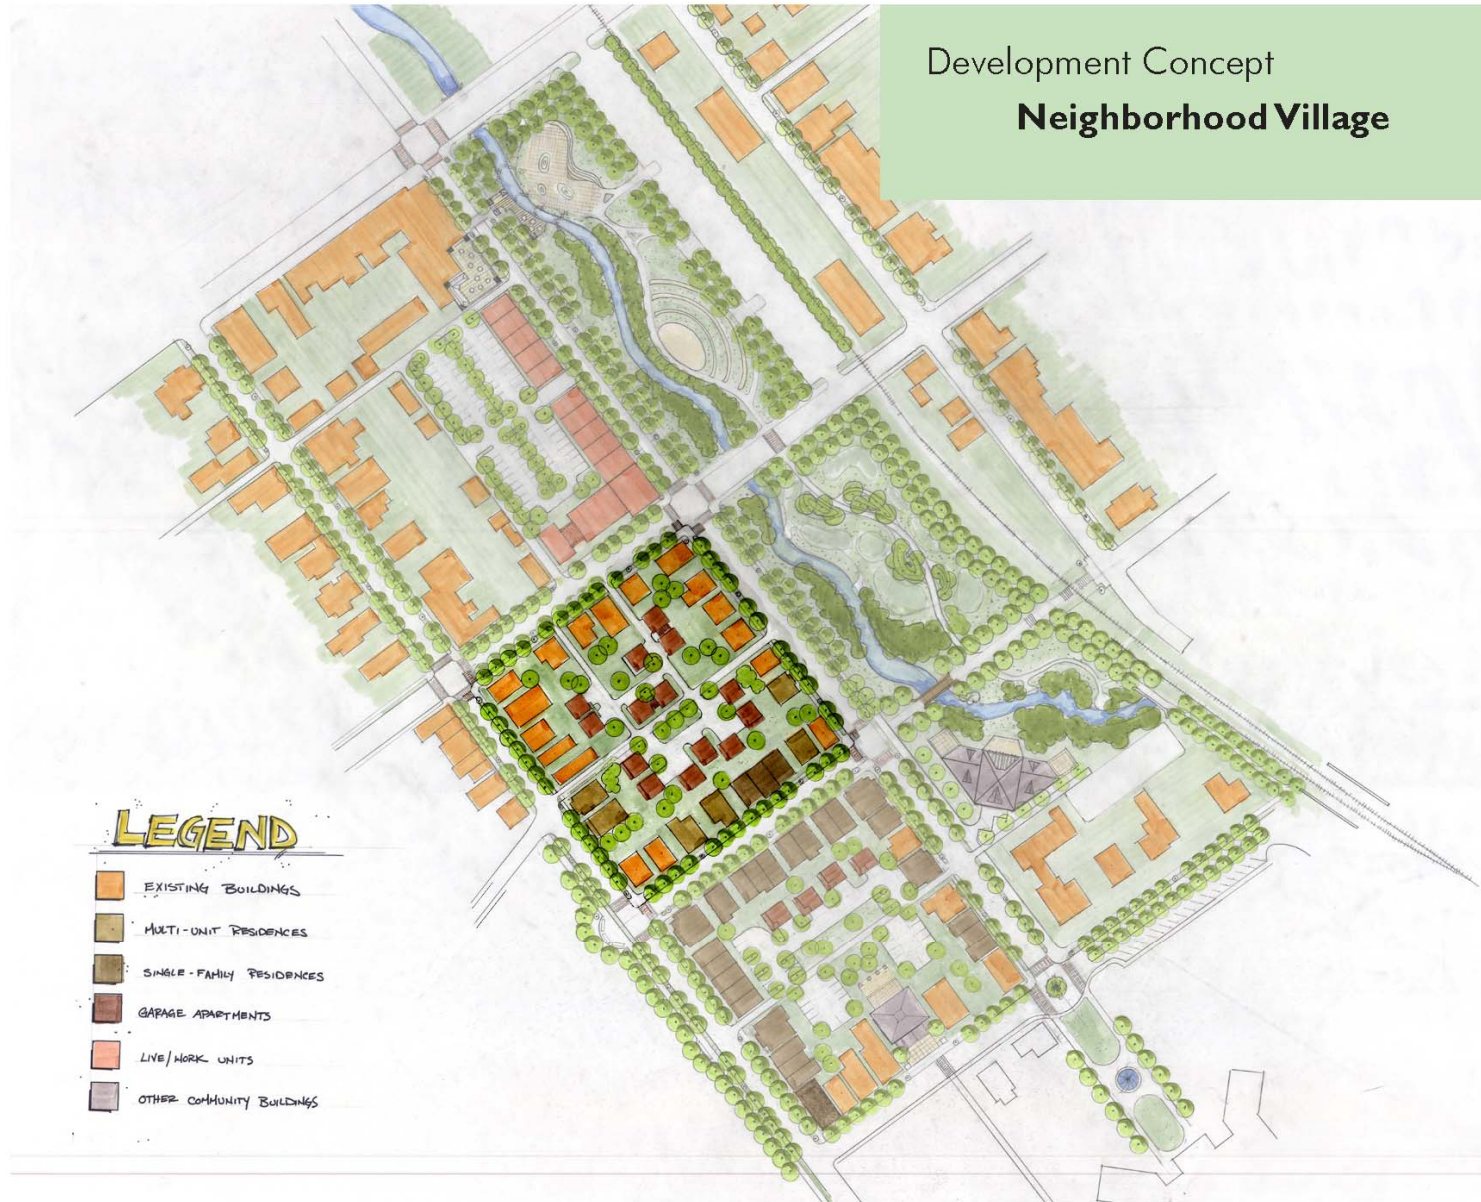 Development Concept
Neighborhood Village
LEGEND
EXISTING BUILDINGS
MULTI-UNIT RESIDENCES
SINGLE-FAMILY RESIDENCES
GARAGE APARTMENTS
LIVE/WORK UNITS
OTHER COMMUNITY BUILDINGS